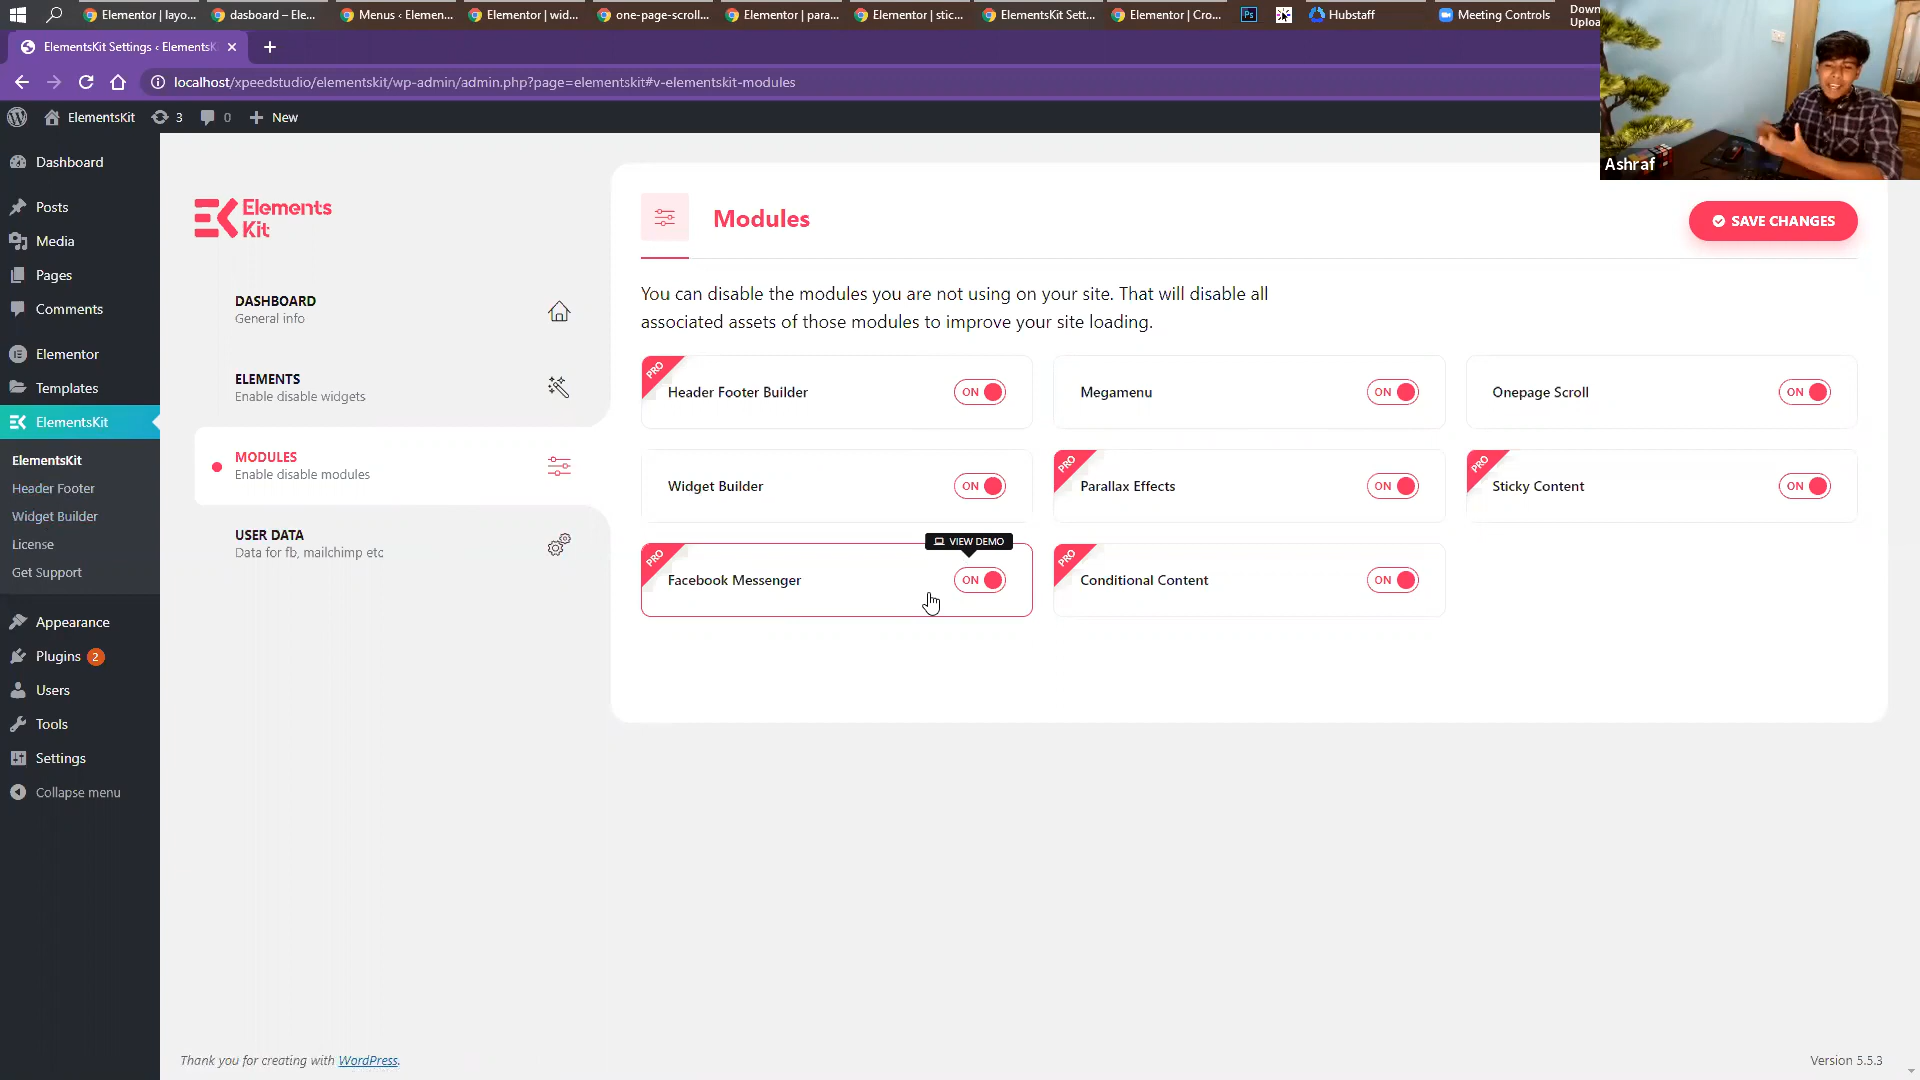 Elementor | layo...
dasboard – Ele...
Menus ‹ Elemen...
Elementor | wid...
one-page-scroll...
Elementor | para...
Elementor | stic...
ElementsKit Sett...
Elementor | Cro...
Ps
Hubstaff
Meeting Controls
Down
Uploa
ElementsKit Settings ‹ ElementsK
localhost/xpeedstudio/elementskit/wp-admin/admin.php?page=elementskit#v-elementskit-modules
ElementsKit 3 0 New
Ashraf
Dashboard
Posts
Media
Pages
Comments
Elementor
Templates
ElementsKit
ElementsKit
Header Footer
Widget Builder
License
Get Support
Appearance
Plugins 2
Users
Tools
Settings
Collapse menu
Elements
Kit
DASHBOARD
General info
ELEMENTS
Enable disable widgets
MODULES
Enable disable modules
USER DATA
Data for fb, mailchimp etc
Modules
SAVE CHANGES
You can disable the modules you are not using on your site. That will disable all
associated assets of those modules to improve your site loading.
PRO
Header Footer Builder ON
Megamenu ON
Onepage Scroll ON
Widget Builder ON
PRO
Parallax Effects ON
PRO
Sticky Content ON
VIEW DEMO
PRO
Facebook Messenger ON
PRO
Conditional Content ON
Thank you for creating with WordPress.
Version 5.5.3